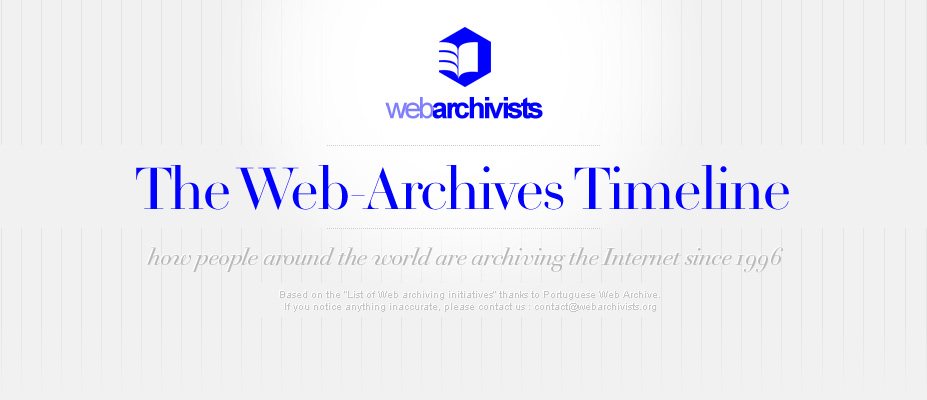 webarchivists
The Web-Archives Timeline
how people around the world are archiving the Internet since 1996
Based on the "List of Web archiving initiatives" thanks to Portuguese Web Archive.
If you notice anything inaccurate, please contact us : contact@webarchivists.org